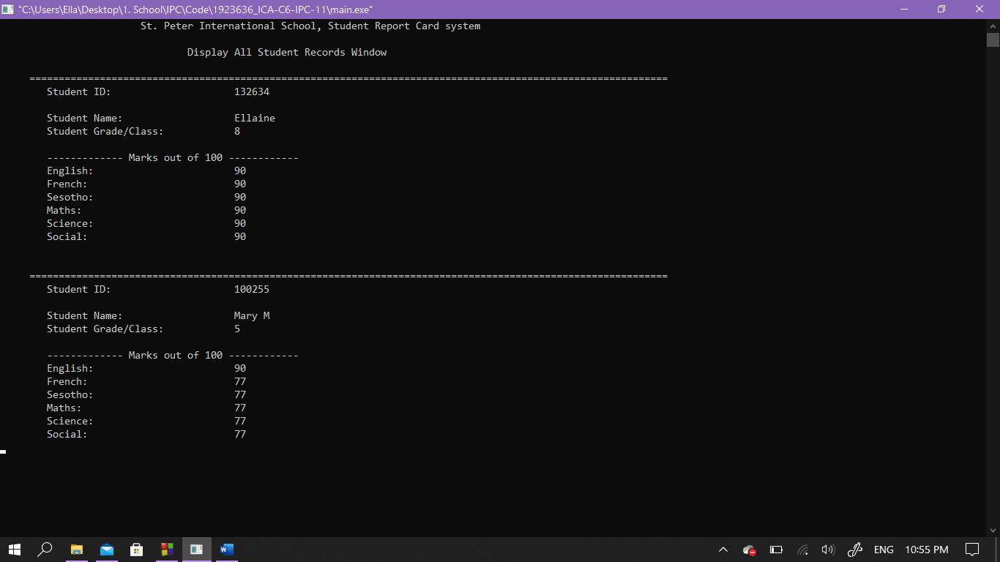 "C:\Users\Ella\Desktop\1. School\IPC\Code\1923636_ICA-C6-IPC-11\main.exe"
St. Peter International School, Student Report Card system
Display All Student Records Window
=============================================================================================================
Student ID: 132634
Student Name: Ellaine
Student Grade/Class: 8
------------- Marks out of 100 ------------
English: 90
French: 90
Sesotho: 90
Maths: 90
Science: 90
Social: 90
=============================================================================================================
Student ID: 100255
Student Name: Mary M
Student Grade/Class: 5
------------- Marks out of 100 ------------
English: 90
French: 77
Sesotho: 77
Maths: 77
Science: 77
Social: 77
ENG 10:55 PM